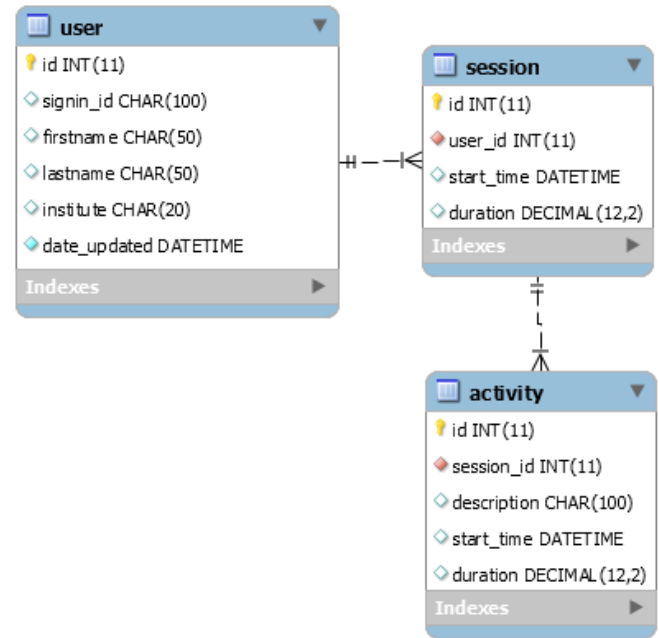 user
id INT(11)
signin_id CHAR(100)
firstname CHAR(50)
lastname CHAR(50)
institute CHAR(20)
date_updated DATETIME
Indexes
session
id INT(11)
user_id INT(11)
start_time DATETIME
duration DECIMAL(12,2)
Indexes
activity
id INT(11)
session_id INT(11)
description CHAR(100)
start_time DATETIME
duration DECIMAL(12,2)
Indexes